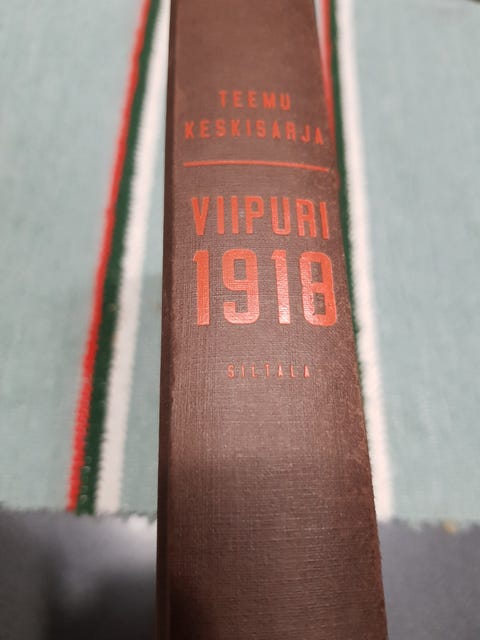 TEEMU
KESKISARJA
VIIPURI
1918
SILTALA